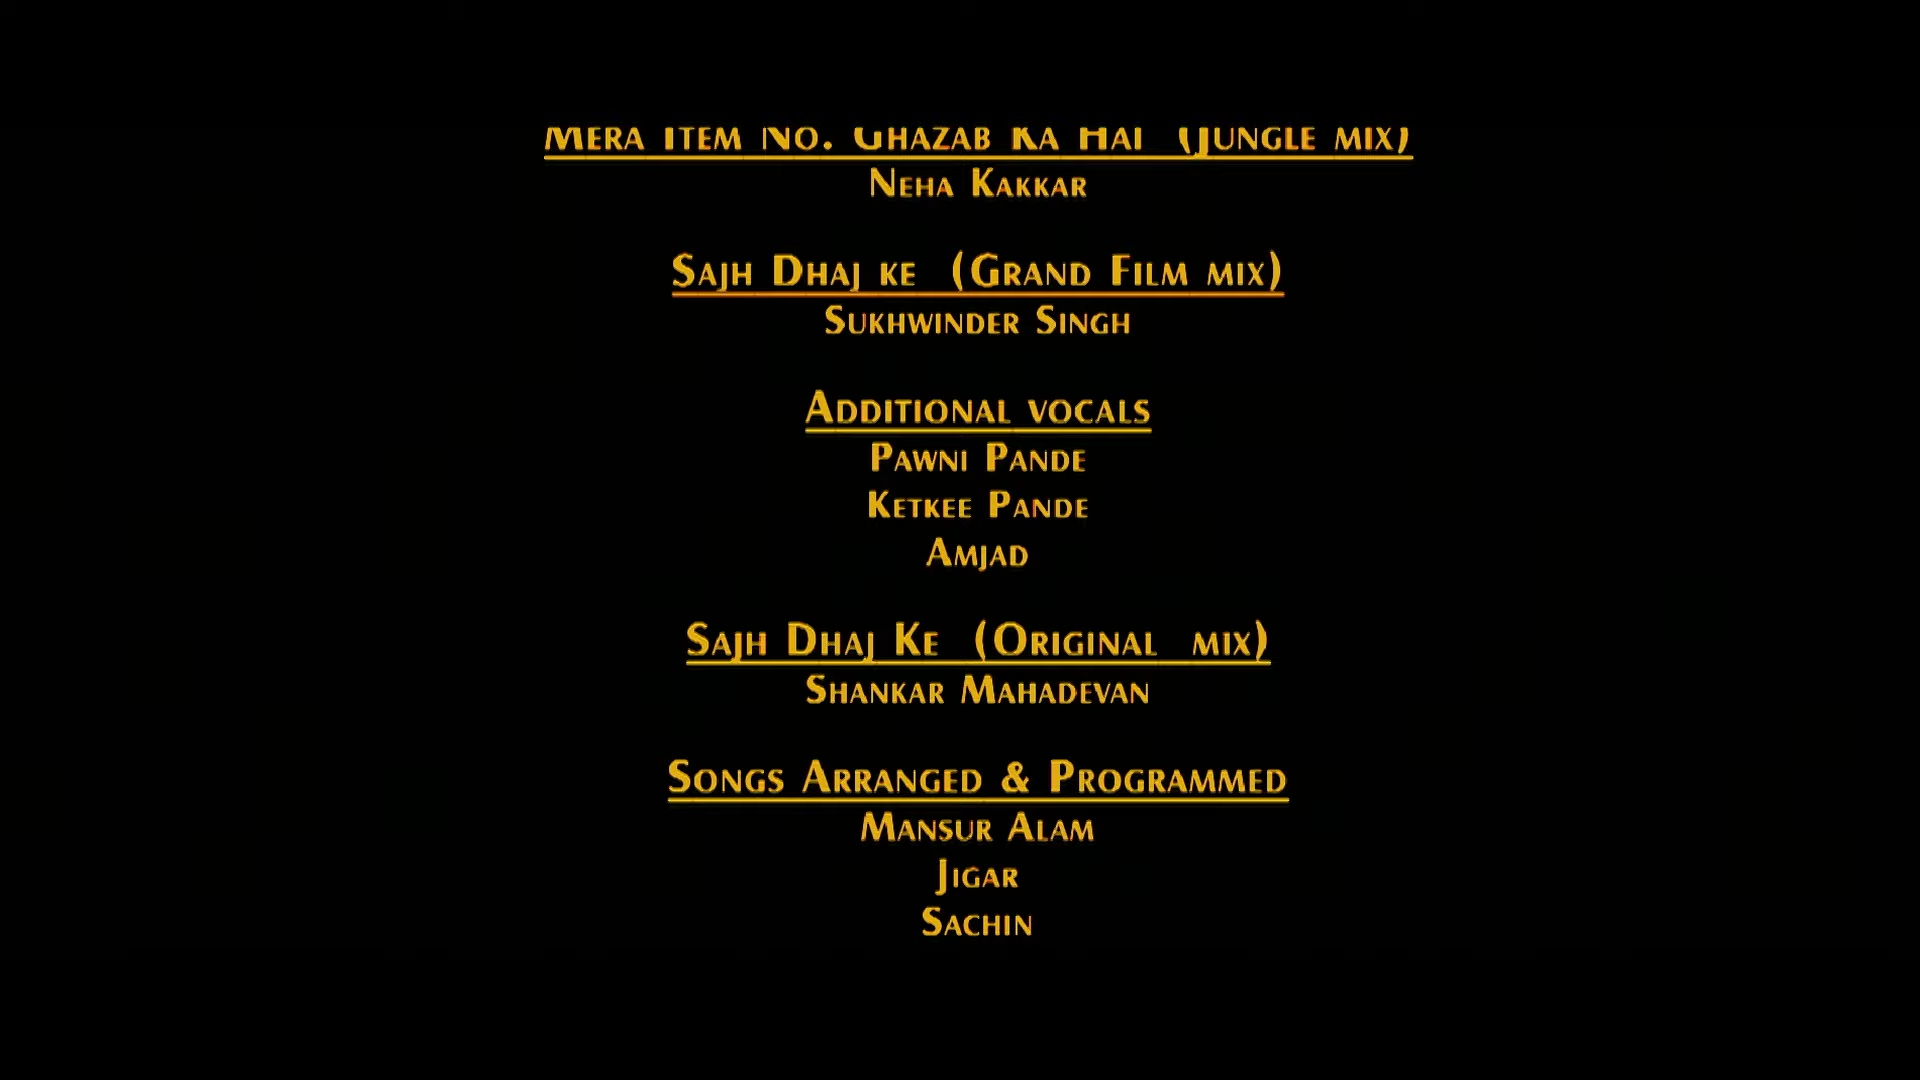 Mera Item No. Ghazab Ka Hai (Jungle mix)
Neha Kakkar
Sajh Dhaj ke (Grand Film mix)
Sukhwinder Singh
Additional vocals
Pawni Pande
Ketkee Pande
Amjad
Sajh Dhaj Ke (Original mix)
Shankar Mahadevan
Songs Arranged & Programmed
Mansur Alam
Jigar
Sachin